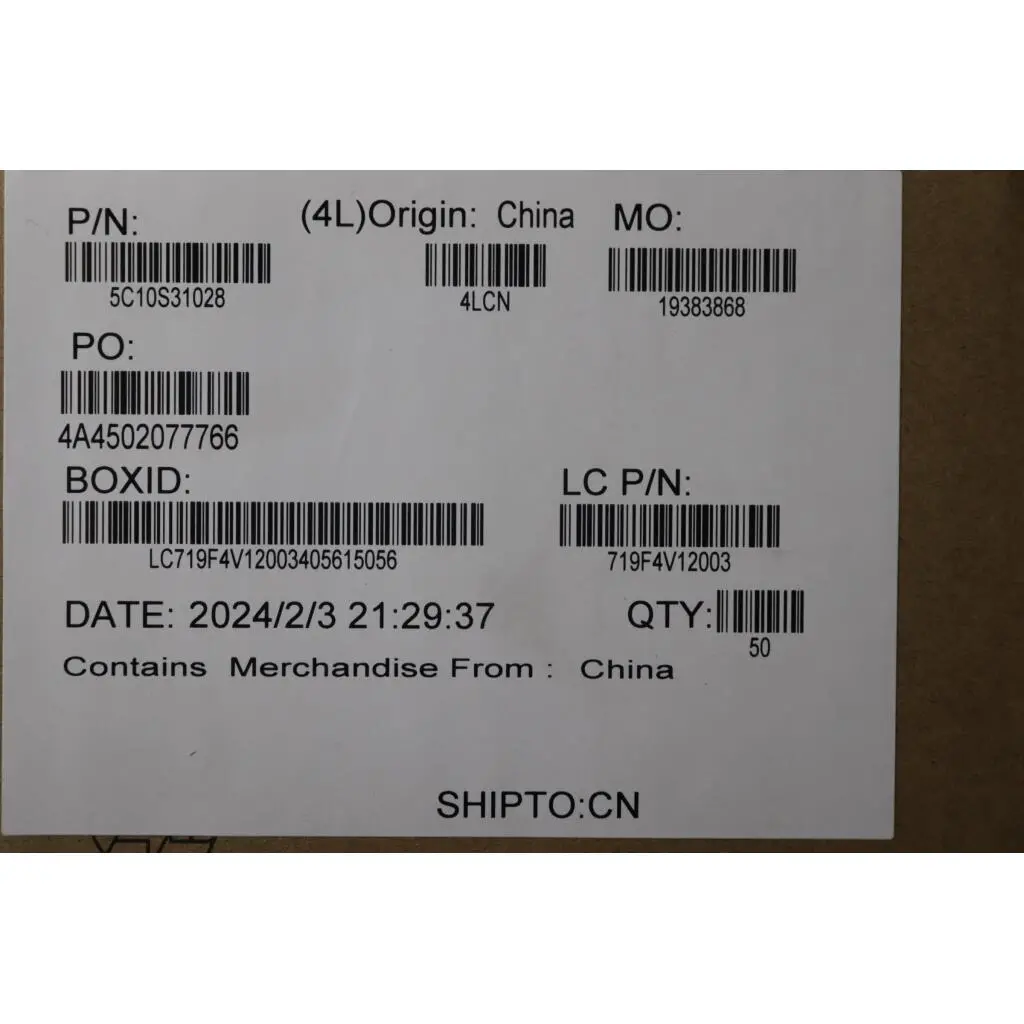 P/N: (4L)Origin: China MO:
5C10S31028 4LCN 19383868
PO:
4A4502077766
BOXID: LC P/N:
LC719F4V12003405615056 719F4V12003
DATE: 2024/2/3 21:29:37 QTY:
50
Contains Merchandise From : China
SHIPTO:CN